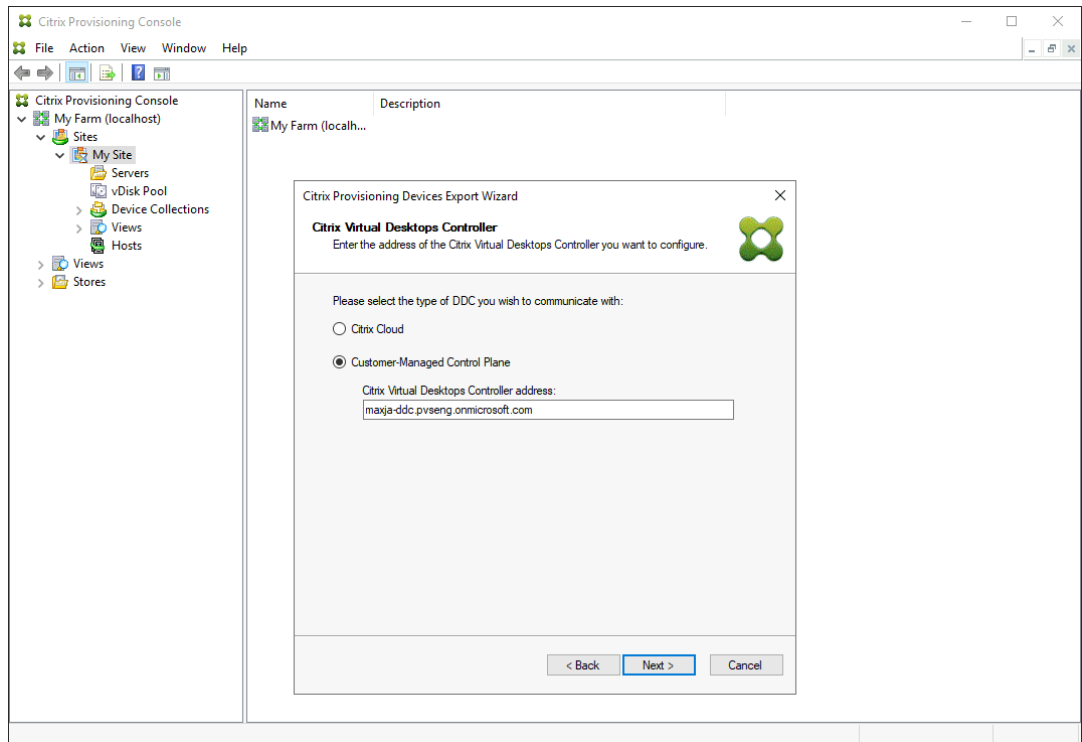 Citrix Provisioning Console
File Action View Window Help
Citrix Provisioning Console
My Farm (localhost)
Sites
My Site
Servers
vDisk Pool
Device Collections
Views
Hosts
Views
Stores
Name Description
My Farm (localh...
Citrix Provisioning Devices Export Wizard
Citrix Virtual Desktops Controller
Enter the address of the Citrix Virtual Desktops Controller you want to configure.
Please select the type of DDC you wish to communicate with:
Citrix Cloud
Customer-Managed Control Plane
Citrix Virtual Desktops Controller address:
maxja-ddc.pvseng.onmicrosoft.com
< Back Next > Cancel